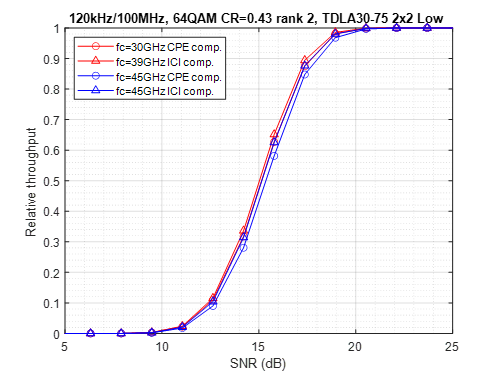 120kHz/100MHz, 64QAM CR=0.43 rank 2, TDLA30-75 2x2 Low
fc=30GHz CPE comp.
fc=39GHz ICI comp.
fc=45GHz CPE comp.
fc=45GHz ICI comp.
Relative throughput
1
0.9
0.8
0.7
0.6
0.5
0.4
0.3
0.2
0.1
0
5
10
15
20
25
SNR (dB)